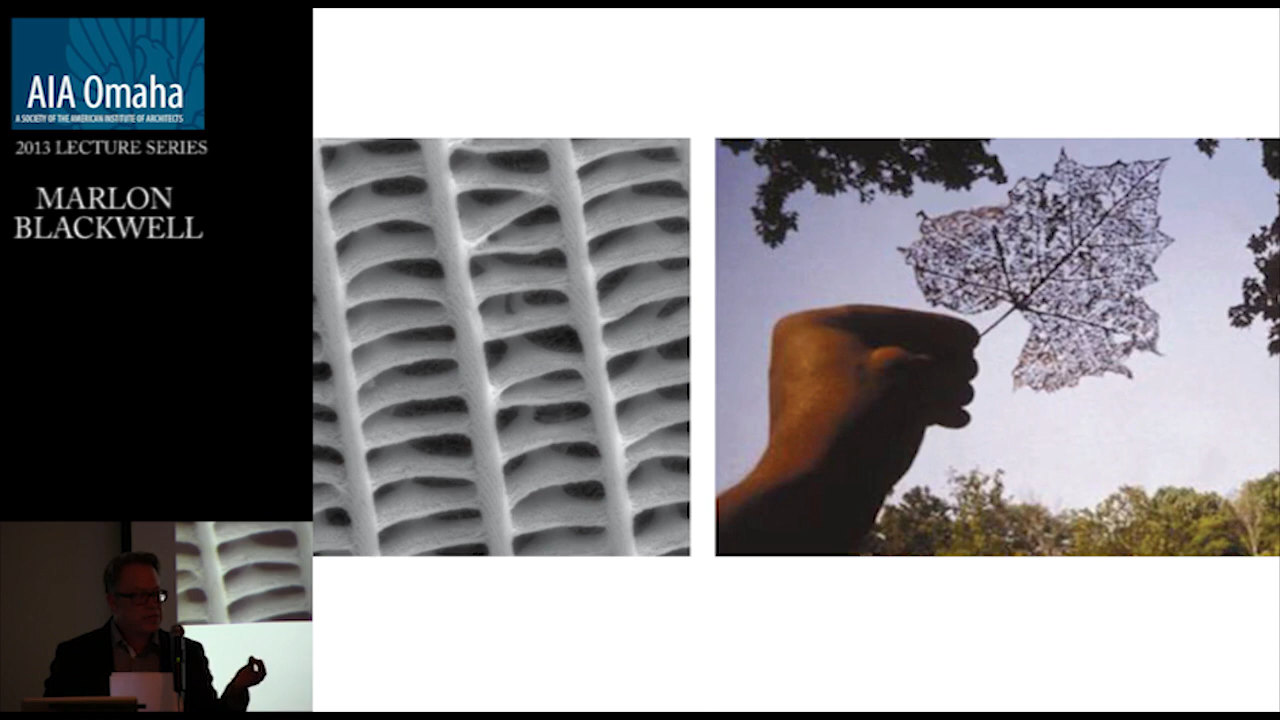 AIA Omaha
A SOCIETY OF THE AMERICAN INSTITUTE OF ARCHITECTS
2013 LECTURE SERIES
MARLON
BLACKWELL